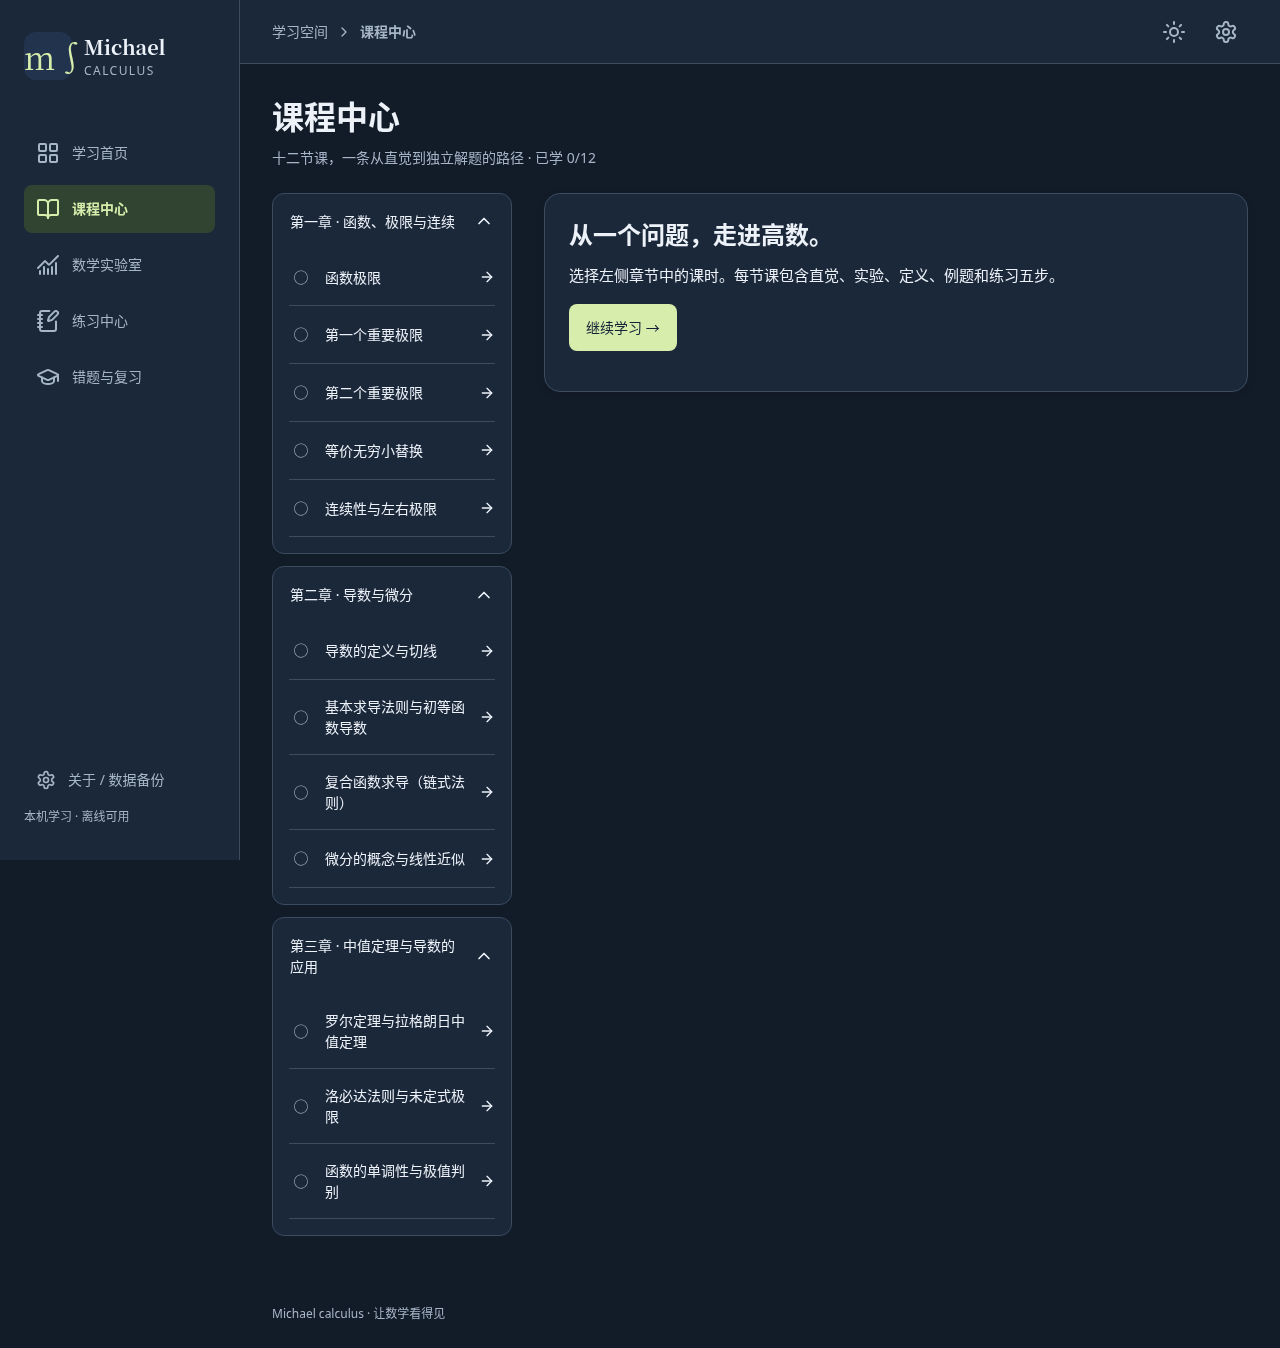 m ∫ Michael
CALCULUS
学习首页
课程中心
数学实验室
练习中心
错题与复习
关于 / 数据备份
本机学习 · 离线可用
学习空间 > 课程中心
课程中心
十二节课，一条从直觉到独立解题的路径 · 已学 0/12
第一章 · 函数、极限与连续
函数极限
第一个重要极限
第二个重要极限
等价无穷小替换
连续性与左右极限
第二章 · 导数与微分
导数的定义与切线
基本求导法则与初等函
数导数
复合函数求导（链式法
则）
微分的概念与线性近似
第三章 · 中值定理与导数的
应用
罗尔定理与拉格朗日中
值定理
洛必达法则与未定式极
限
函数的单调性与极值判
别
从一个问题，走进高数。
选择左侧章节中的课时。每节课包含直觉、实验、定义、例题和练习五步。
继续学习 →
Michael calculus · 让数学看得见